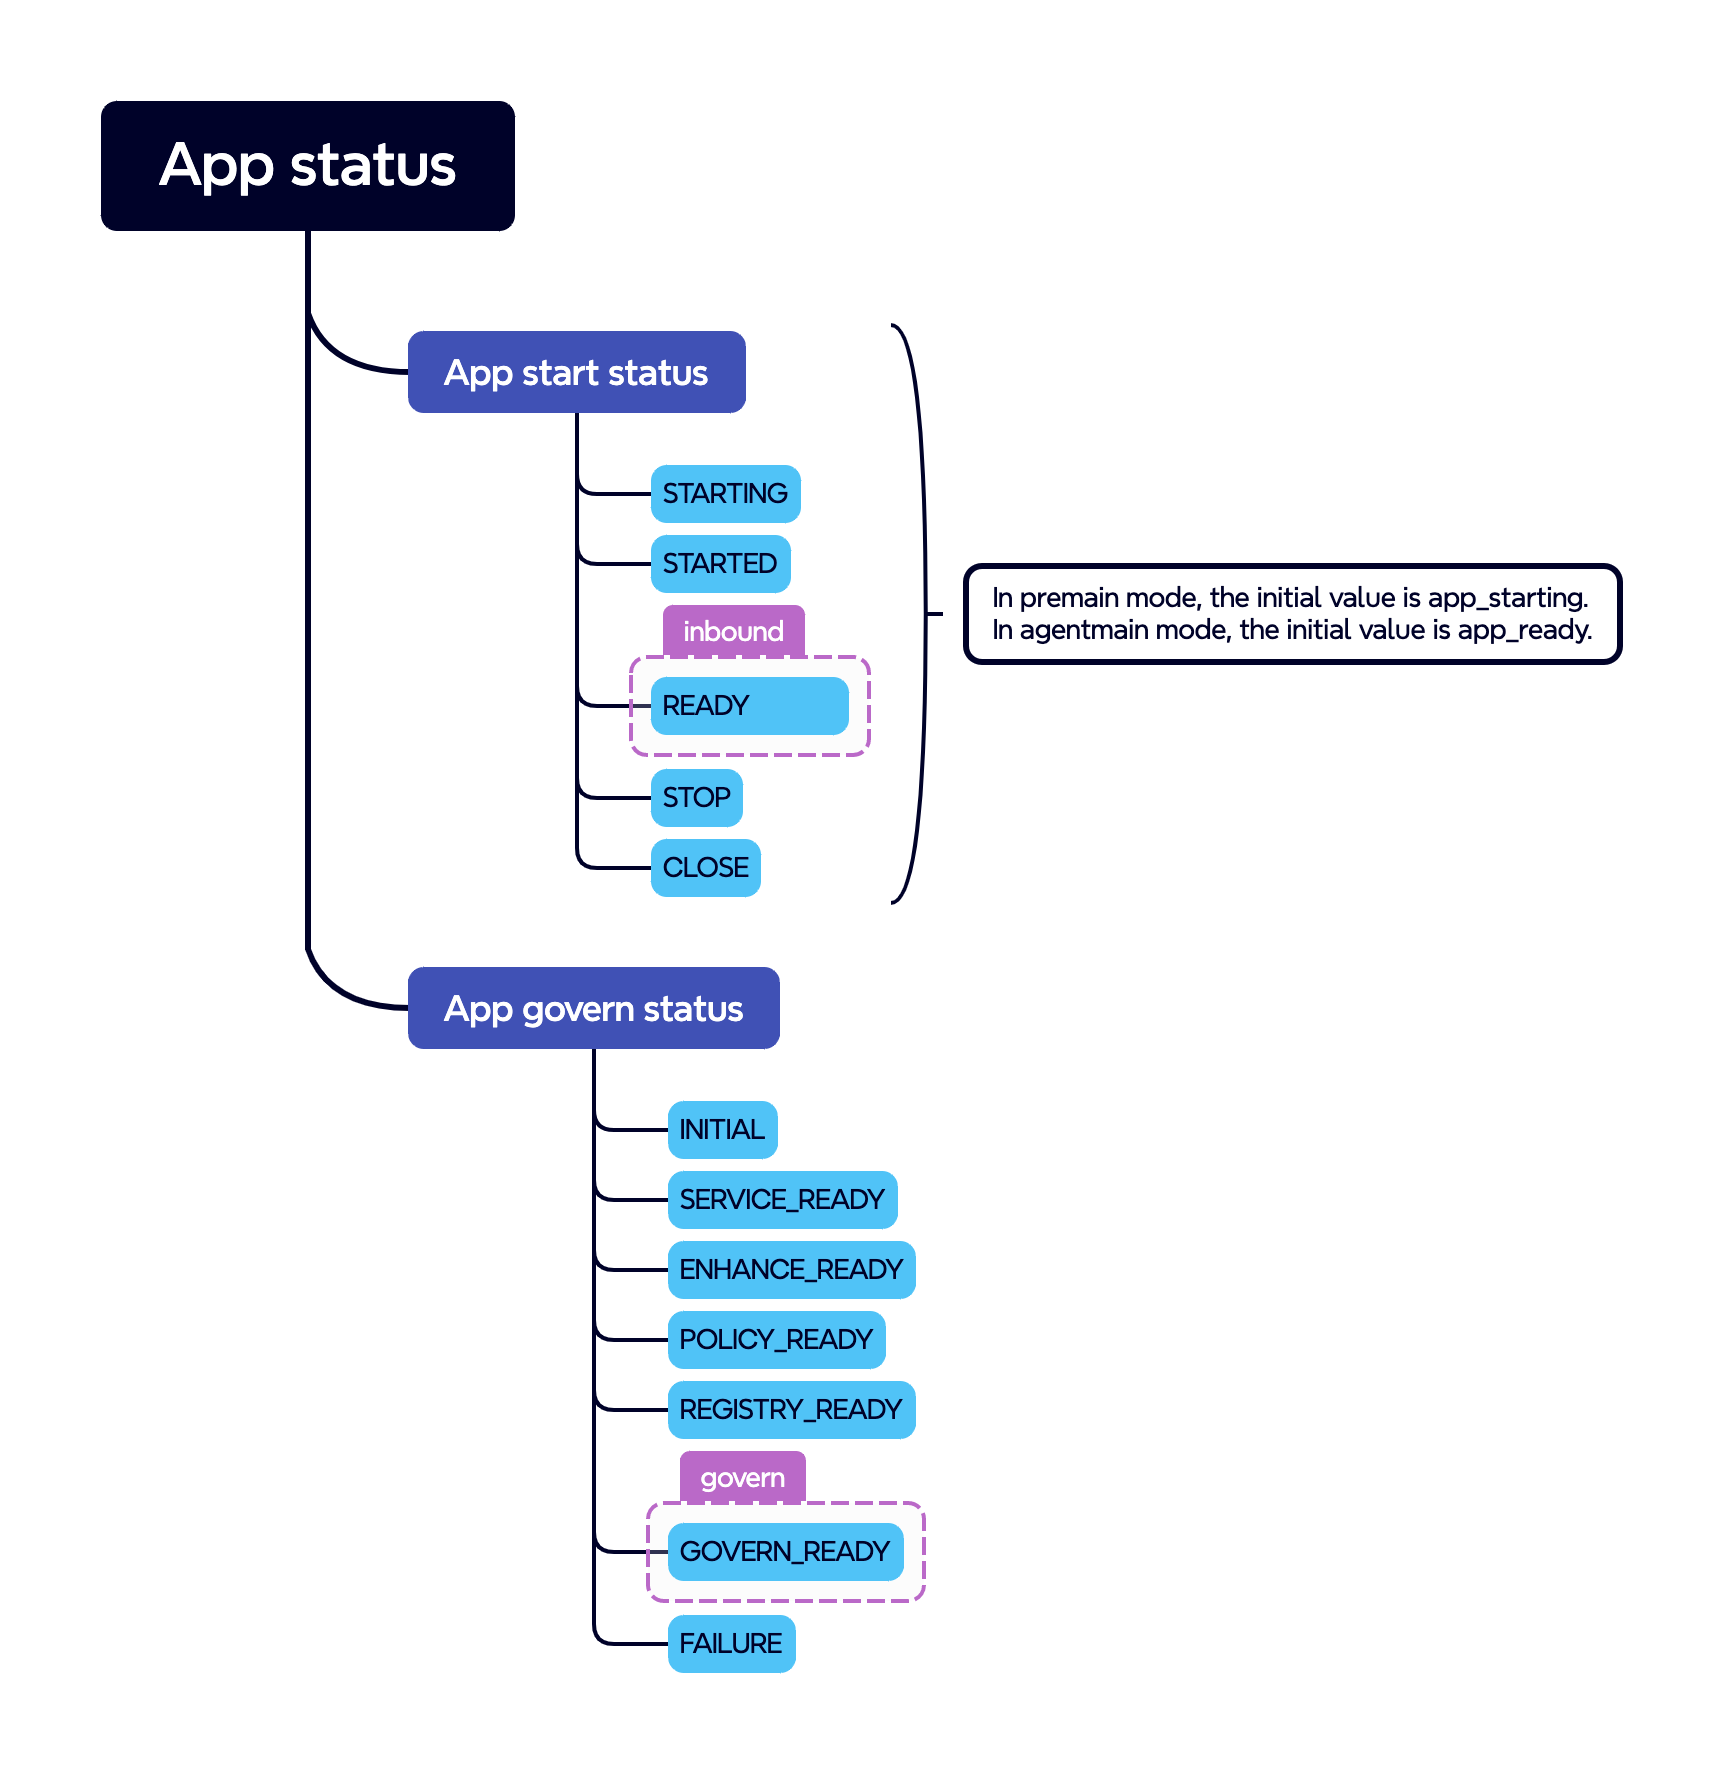 App status
App start status
STARTING
STARTED
inbound
READY
STOP
CLOSE
In premain mode, the initial value is app_starting.
In agentmain mode, the initial value is app_ready.
App govern status
INITIAL
SERVICE_READY
ENHANCE_READY
POLICY_READY
REGISTRY_READY
govern
GOVERN_READY
FAILURE